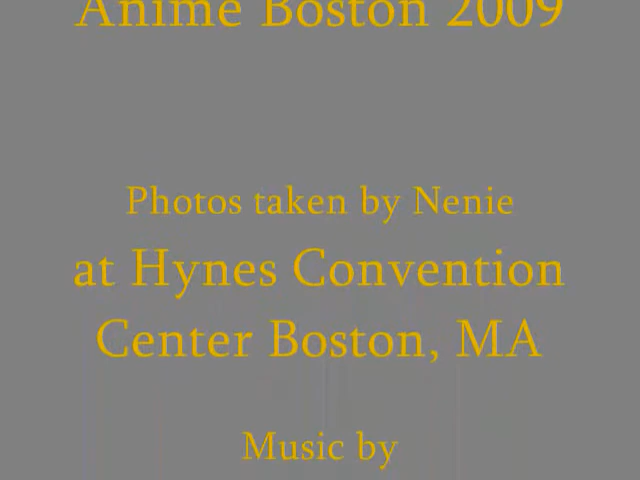 Anime Boston 2009
Photos taken by Nenie
at Hynes Convention
Center Boston, MA
Music by